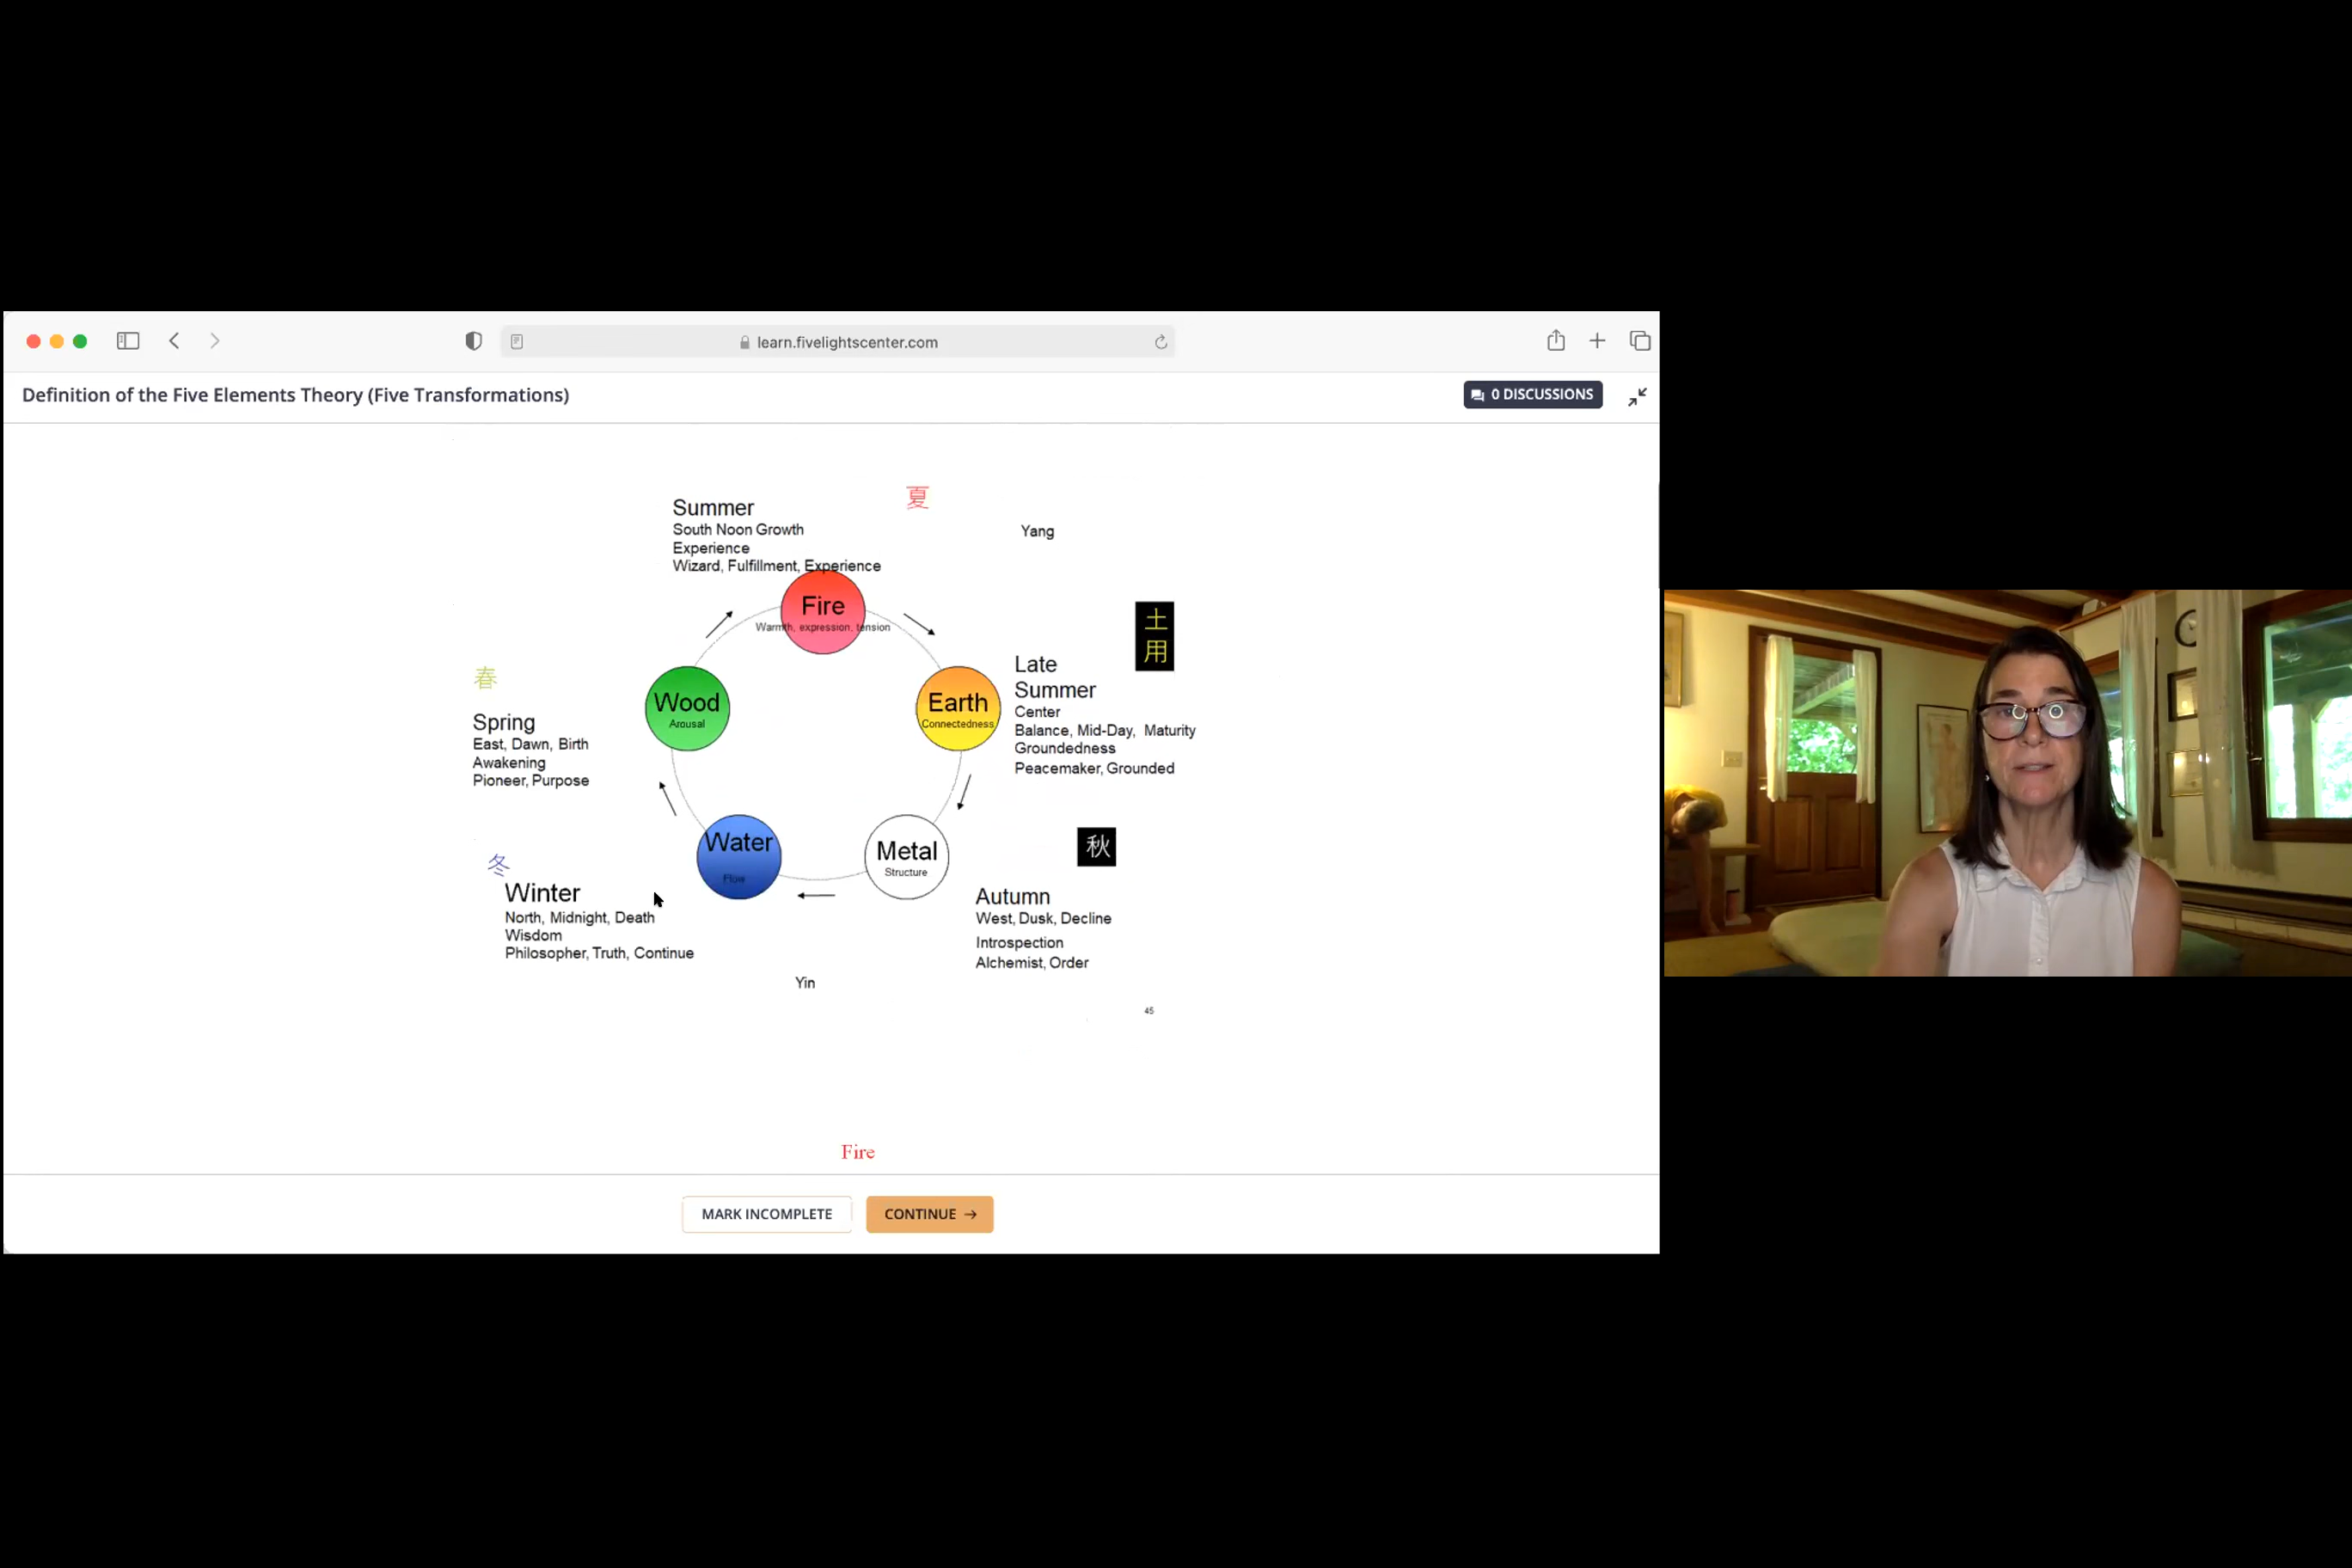 learn.fivelightscenter.com
Definition of the Five Elements Theory (Five Transformations)
0 DISCUSSIONS
夏
Summer
South Noon Growth
Experience
Wizard, Fulfillment, Experience
Yang
Fire
Warmth, expression, tension
土
用
Late
Summer
Center
Balance, Mid-Day, Maturity
Groundedness
Peacemaker, Grounded
Earth
Connectedness
Wood
Arousal
春
Spring
East, Dawn, Birth
Awakening
Pioneer, Purpose
Water
Flow
Metal
Structure
秋
Autumn
West, Dusk, Decline
Introspection
Alchemist, Order
冬
Winter
North, Midnight, Death
Wisdom
Philosopher, Truth, Continue
Yin
45
Fire
MARK INCOMPLETE
CONTINUE →